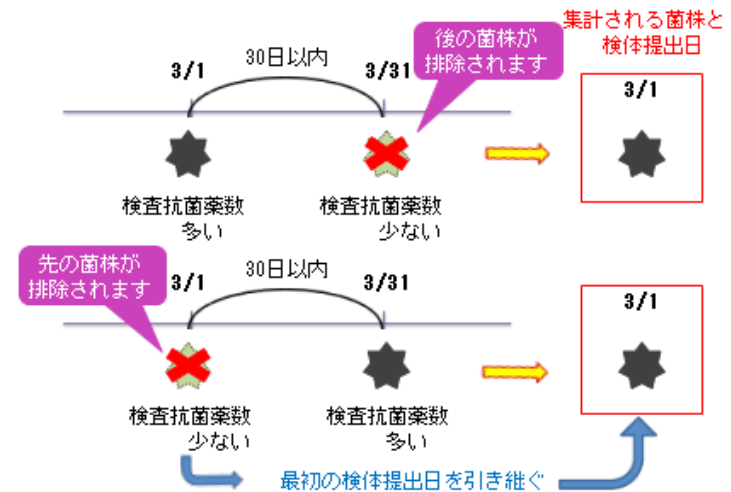 集計される菌株と
検体提出日
後の菌株が
排除されます
30日以内
3/1
3/31
3/1
検査抗菌薬数
多い
検査抗菌薬数
少ない
先の菌株が
排除されます
30日以内
3/1
3/31
3/1
検査抗菌薬数
少ない
検査抗菌薬数
多い
最初の検体提出日を引き継ぐ